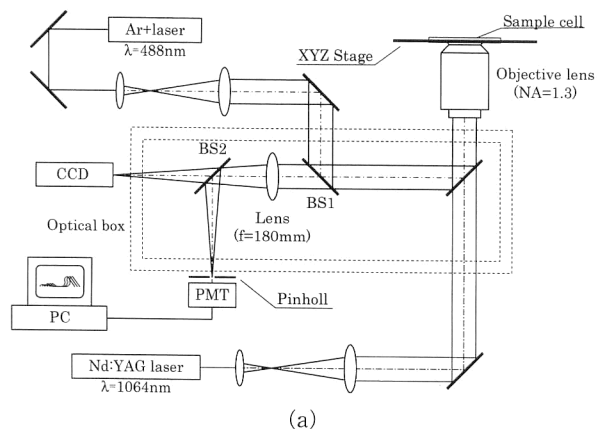 Ar+laser
λ=488nm
Sample cell
XYZ Stage
Objective lens
(NA=1.3)
BS2
CCD
BS1
Lens
(f=180mm)
Optical box
Pinholl
PMT
PC
Nd:YAG laser
λ=1064nm
(a)